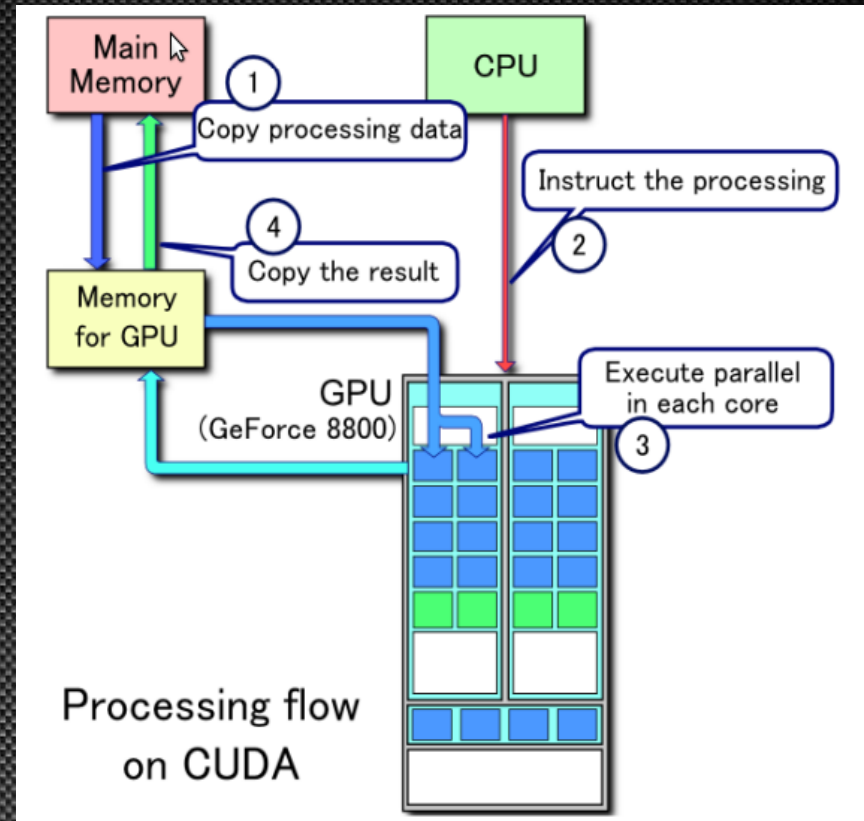 Main
Memory
CPU
1
Copy processing data
Instruct the processing
2
4
Copy the result
Memory
for GPU
GPU
(GeForce 8800)
Execute parallel
in each core
3
Processing flow
on CUDA